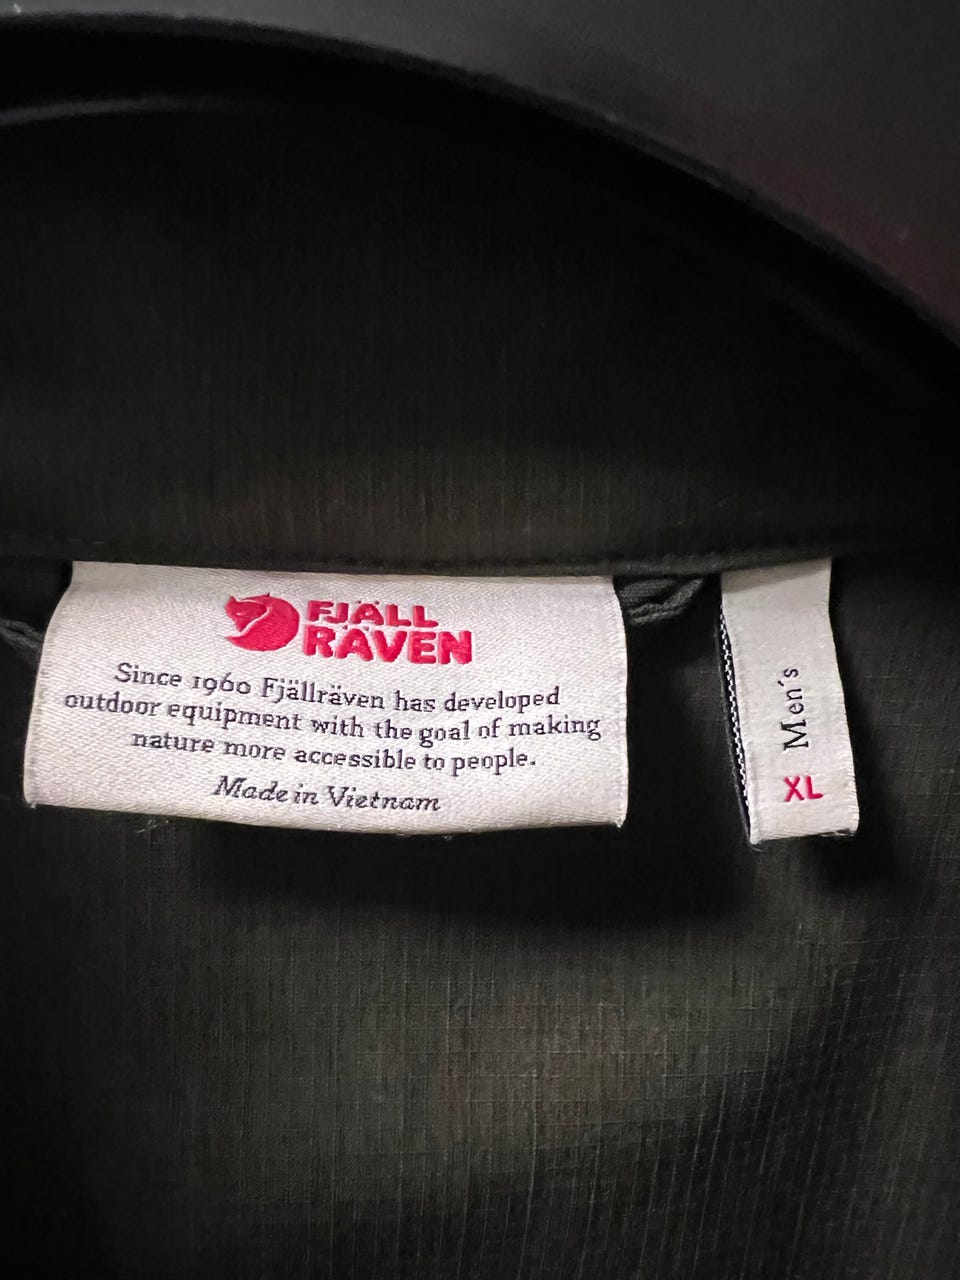 FJÄLL
RÄVEN
Since 1960 Fjällräven has developed
outdoor equipment with the goal of making
nature more accessible to people.
Made in Vietnam
Men's
XL